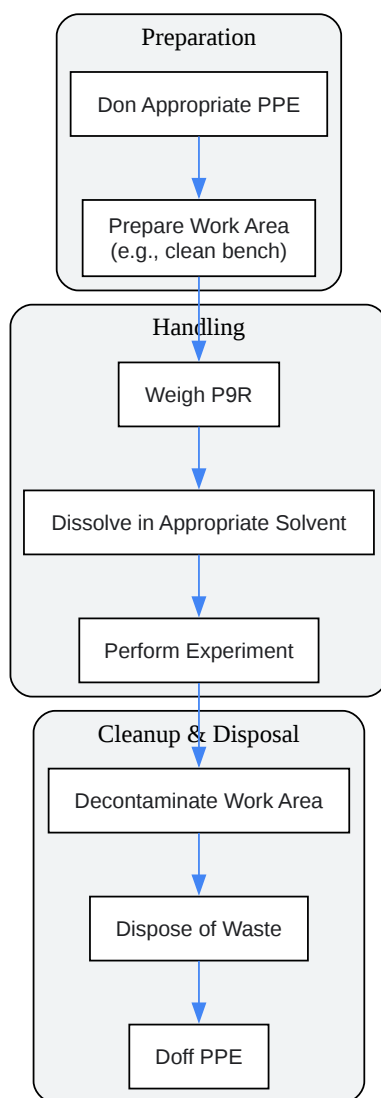 Preparation
Don Appropriate PPE
Prepare Work Area
(e.g., clean bench)
Handling
Weigh P9R
Dissolve in Appropriate Solvent
Perform Experiment
Cleanup & Disposal
Decontaminate Work Area
Dispose of Waste
Doff PPE